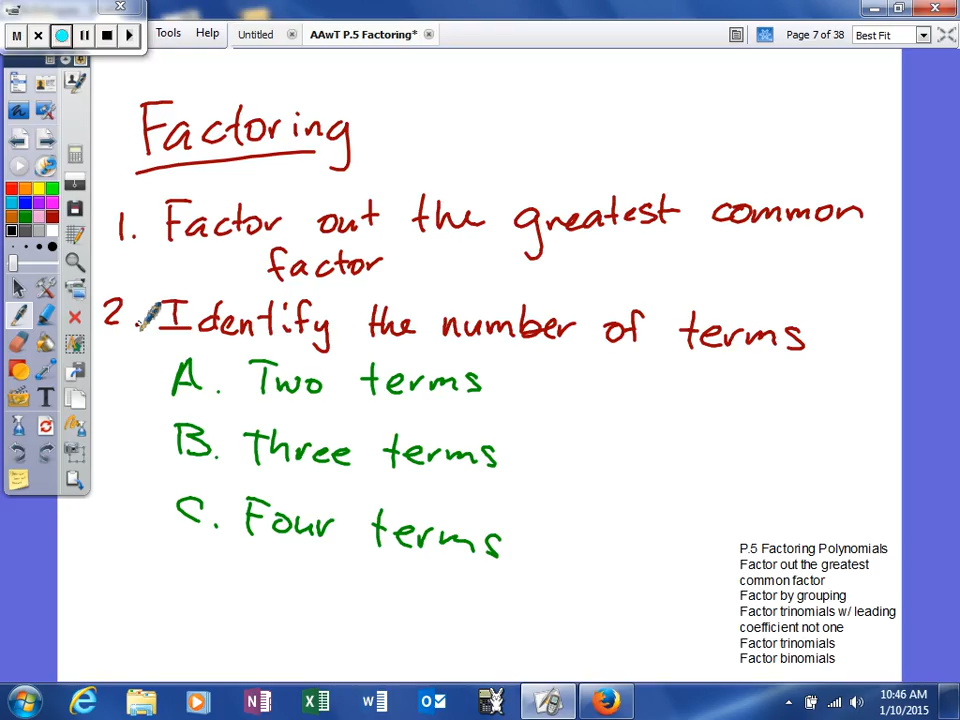 M
Tools Help Untitled AAwT P.5 Factoring* Page 7 of 38 Best Fit
Factoring
1. Factor out the greatest common
factor
2. Identify the number of terms
A. Two terms
B. Three terms
C. Four terms
P.5 Factoring Polynomials
Factor out the greatest
common factor
Factor by grouping
Factor trinomials w/ leading
coefficient not one
Factor trinomials
Factor binomials
10:46 AM
1/10/2015